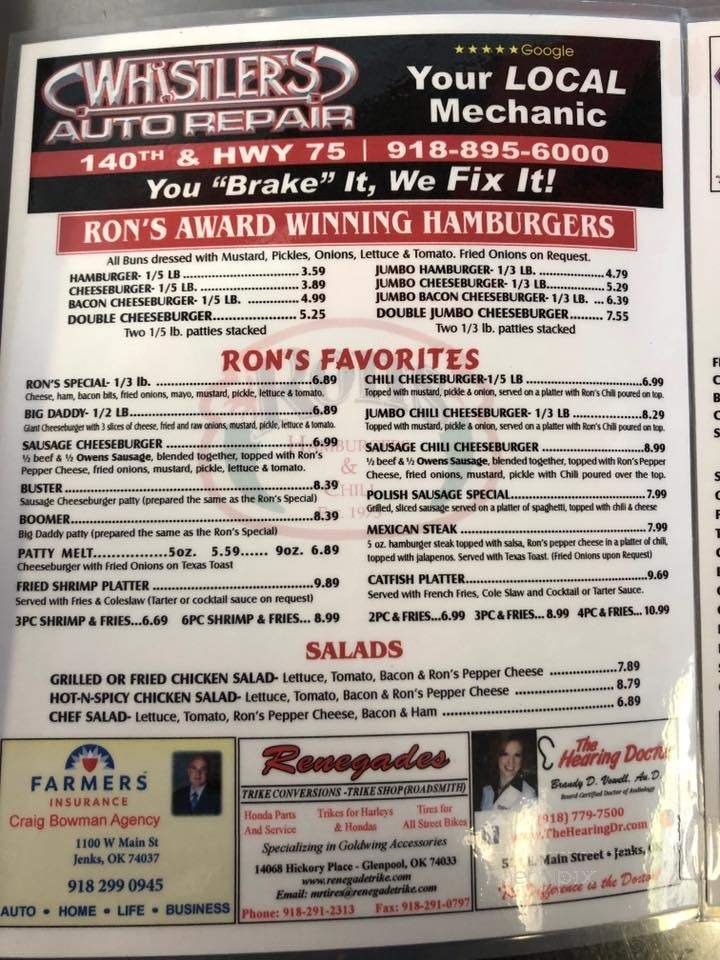 WHISTLER'S
AUTO REPAIR
★★★★★Google
Your LOCAL
Mechanic
140TH & HWY 75 | 918-895-6000
You "Brake" It, We Fix It!
RON'S AWARD WINNING HAMBURGERS
All Buns dressed with Mustard, Pickles, Onions, Lettuce & Tomato. Fried Onions on Request.
HAMBURGER- 1/5 LB ..............................3.59
CHEESEBURGER- 1/5 LB. ..........................3.89
BACON CHEESEBURGER- 1/5 LB. ............4.99
DOUBLE CHEESEBURGER......................5.25
Two 1/5 lb. patties stacked
JUMBO HAMBURGER- 1/3 LB. ................4.79
JUMBO CHEESEBURGER- 1/3 LB..............5.29
JUMBO BACON CHEESEBURGER- 1/3 LB. ... 6.39
DOUBLE JUMBO CHEESEBURGER.......... 7.55
Two 1/3 lb. patties stacked
RON'S FAVORITES
RON'S SPECIAL- 1/3 lb. ....................................6.89
Cheese, ham, bacon bits, fried onions, mayo, mustard, pickle, lettuce & tomato.
BIG DADDY- 1/2 LB..........................................6.89
Giant Cheeseburger with 3 slices of cheese, fried and raw onions, mustard, pickle, lettuce & tomato.
SAUSAGE CHEESEBURGER ..................................6.99
½ beef & ½ Owens Sausage, blended together, topped with Ron's
Pepper Cheese, fried onions, mustard, pickle, lettuce & tomato.
BUSTER............................................................8.39
Sausage Cheeseburger patty (prepared the same as the Ron's Special)
BOOMER...........................................................8.39
Big Daddy patty (prepared the same as the Ron's Special)
PATTY MELT................5oz. 5.59...... 9oz. 6.89
Cheeseburger with Fried Onions on Texas Toast
FRIED SHRIMP PLATTER ......................................9.89
Served with Fries & Coleslaw (Tarter or cocktail sauce on request)
3PC SHRIMP & FRIES...6.69 6PC SHRIMP & FRIES... 8.99
CHILI CHEESEBURGER-1/5 LB ..............................6.99
Topped with mustard, pickle & onion, served on a platter with Ron's Chili poured on top.
JUMBO CHILI CHEESEBURGER- 1/3 LB ....................8.29
Topped with mustard, pickle & onion, served on a platter with Ron's Chili poured on top.
SAUSAGE CHILI CHEESEBURGER ..........................8.99
½ beef & ½ Owens Sausage, blended together, topped with Ron's Pepper
Cheese, fried onions, mustard, pickle with Chili poured over the top.
POLISH SAUSAGE SPECIAL..................................7.99
Grilled, sliced sausage served on a platter of spaghetti, topped with chili & cheese
MEXICAN STEAK ................................................7.99
5 oz. hamburger steak topped with salsa, Ron's pepper cheese in a platter of chili,
topped with jalapenos. Served with Texas Toast. (Fried Onions upon Request)
CATFISH PLATTER..............................................9.69
Served with French Fries, Cole Slaw and Cocktail or Tarter Sauce.
2PC & FRIES...6.99 3PC & FRIES... 8.99 4PC & FRIES... 10.99
HAMBURGERS
&
CHILI
Est. 1975
SALADS
GRILLED OR FRIED CHICKEN SALAD- Lettuce, Tomato, Bacon & Ron's Pepper Cheese ................7.89
HOT-N-SPICY CHICKEN SALAD- Lettuce, Tomato, Bacon & Ron's Pepper Cheese ......................8.79
CHEF SALAD- Lettuce, Tomato, Ron's Pepper Cheese, Bacon & Ham ......................................6.89
FARMERS
INSURANCE
Craig Bowman Agency
1100 W Main St
Jenks, OK 74037
918 299 0945
AUTO • HOME • LIFE • BUSINESS
Renegades
TRIKE CONVERSIONS -TRIKE SHOP (ROADSMITH)
Honda Parts
And Service
Trikes for Harleys
& Hondas
Tires for
All Street Bikes
Specializing in Goldwing Accessories
14068 Hickory Place - Glenpool, OK 74033
www.renegadetrike.com
Email: mrtirex@renegadetrike.com
Phone: 918-291-2313 Fax: 918-291-0797
The
Hearing Doctor
Brandy D. Vowell, Au.D.
Board Certified Doctor of Audiology
(918) 779-7500
www.TheHearingDr.com
Main Street • Jenks,
Difference is the Doctor